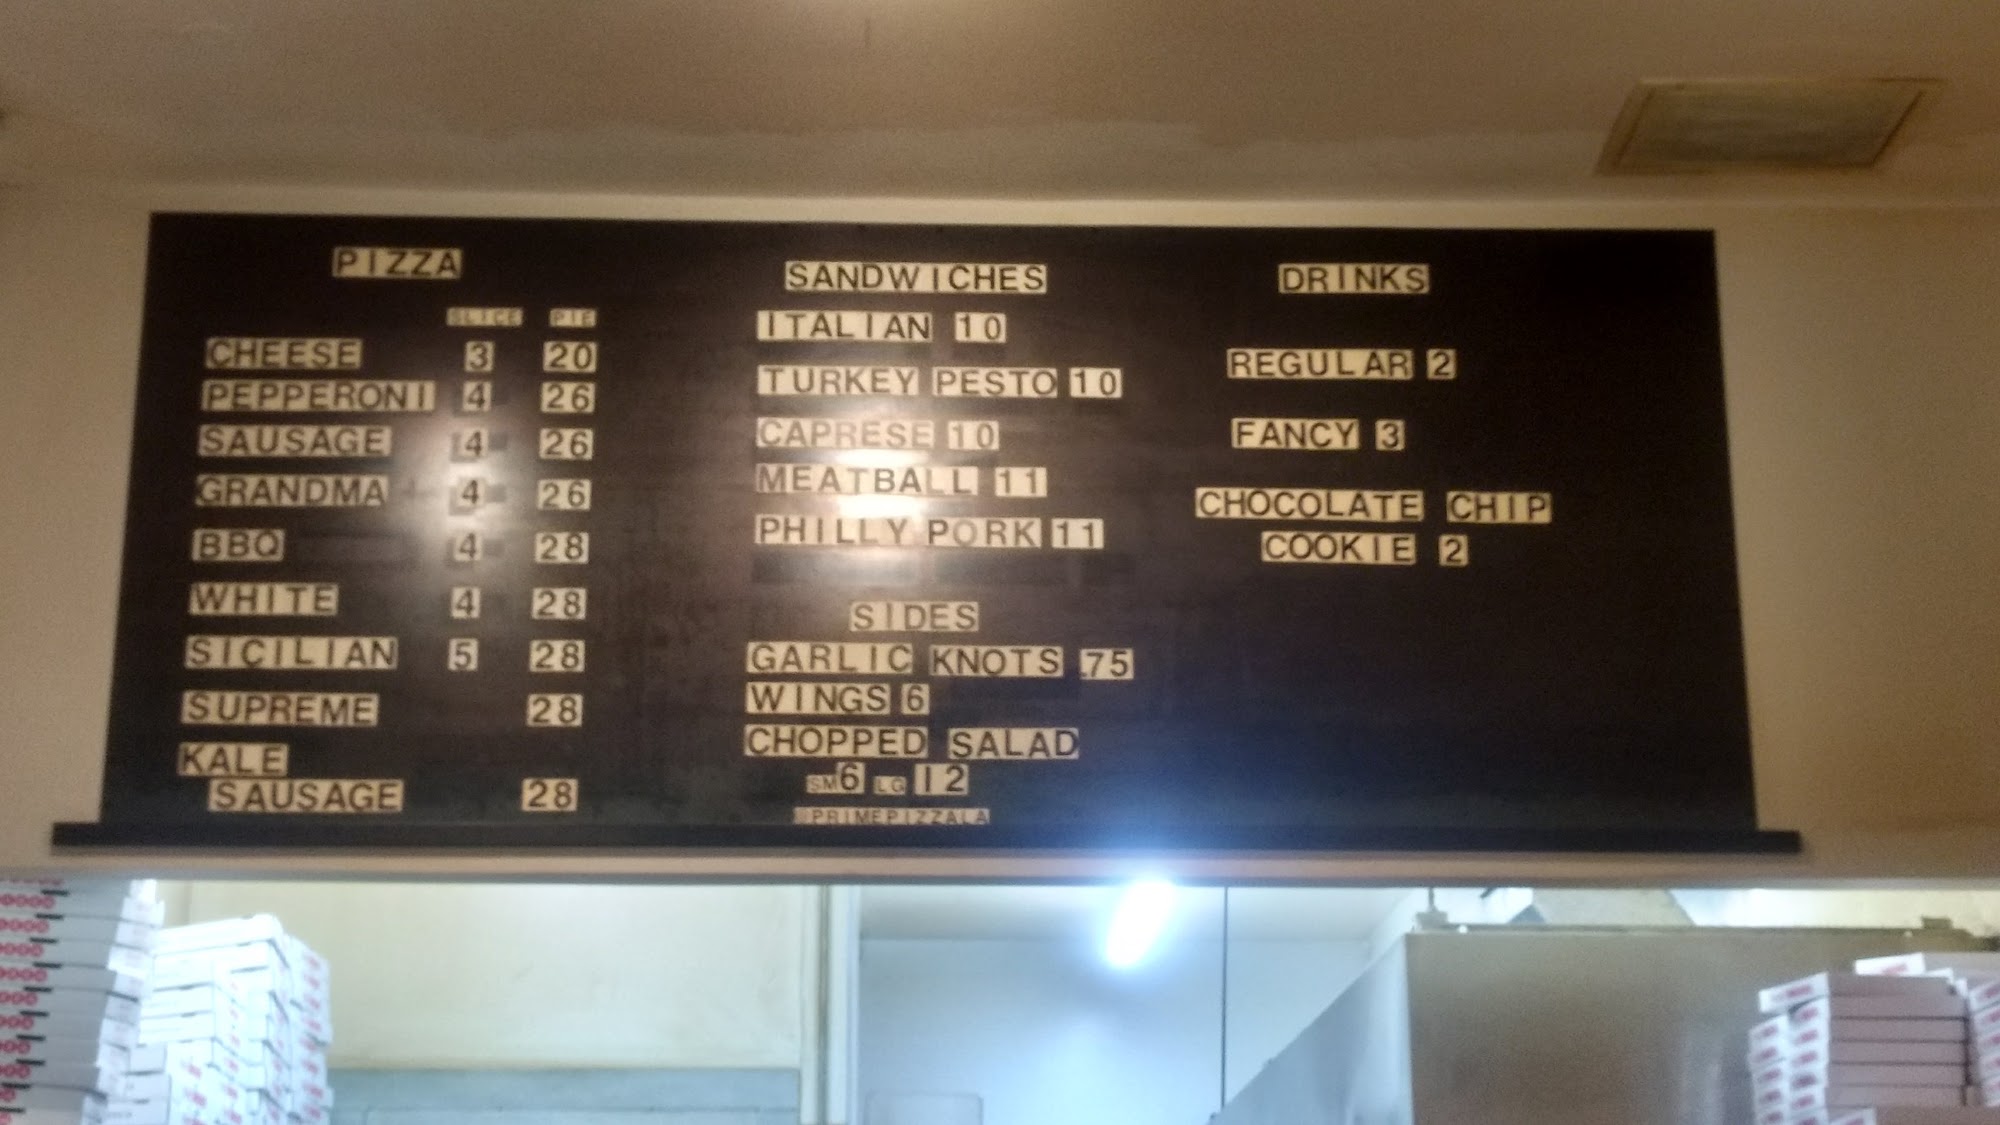 PIZZA
SLICE PIE
CHEESE 3 20
PEPPERONI 4 26
SAUSAGE 4 26
GRANDMA 4 26
BBQ 4 28
WHITE 4 28
SICILIAN 5 28
SUPREME 28
KALE
SAUSAGE 28
SANDWICHES
ITALIAN 10
TURKEY PESTO 10
CAPRESE 10
MEATBALL 11
PHILLY PORK 11
SIDES
GARLIC KNOTS .75
WINGS 6
CHOPPED SALAD
SM 6 LG 12
@PRIMEPIZZALA
DRINKS
REGULAR 2
FANCY 3
CHOCOLATE CHIP
COOKIE 2